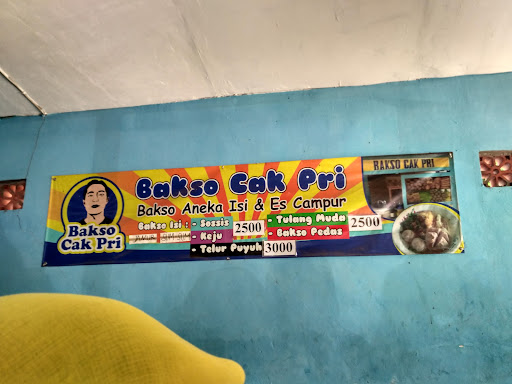 Bakso Cak Pri
Bakso Aneka Isi & Es Campur
Bakso Isi :
- Sossis
- Keju
2500
- Telur Puyuh
3000
- Tulang Muda
- Bakso Pedas
2500
Bakso
Cak Pri
BAKSO CAK PRI